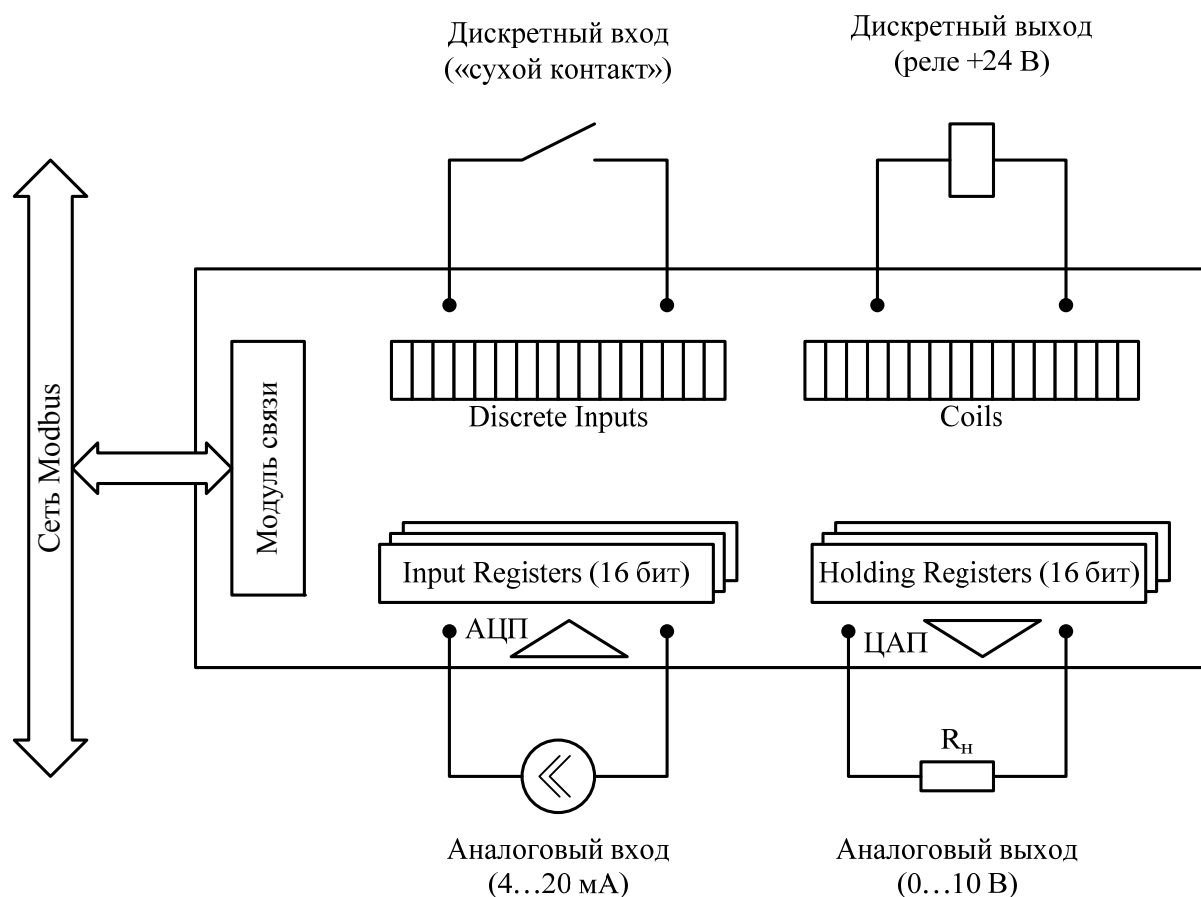 Дискретный вход
(«сухой контакт»)
Дискретный выход
(реле +24 В)
Сеть Modbus
Модуль связи
Discrete Inputs
Coils
Input Registers (16 бит)
Holding Registers (16 бит)
АЦП
ЦАП
Rн
Аналоговый вход
(4…20 мА)
Аналоговый выход
(0…10 В)